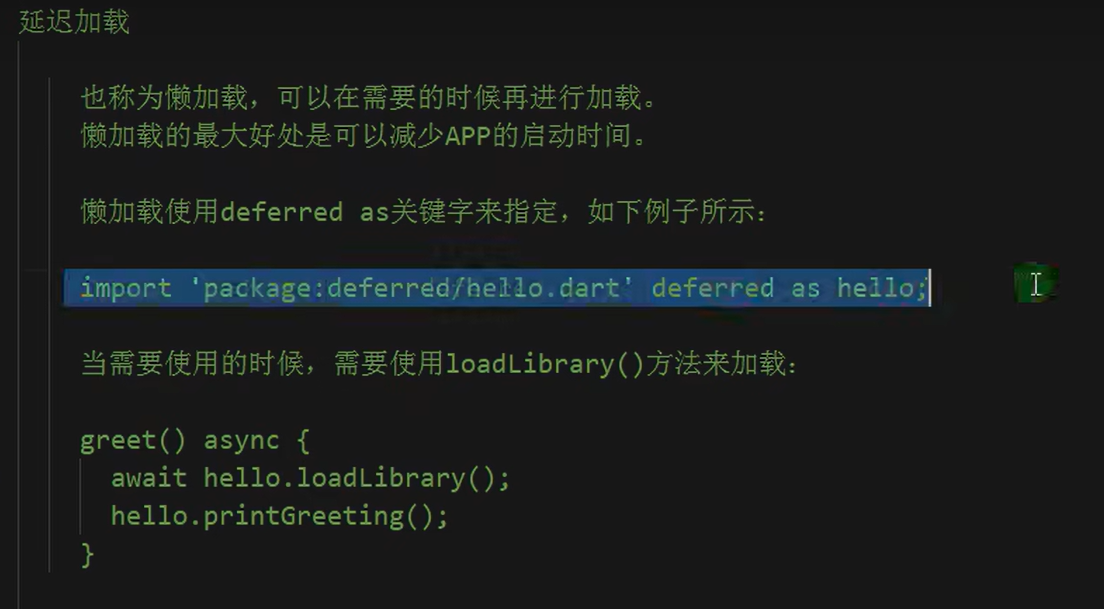 延迟加载
也称为懒加载，可以在需要的时候再进行加载。
懒加载的最大好处是可以减少APP的启动时间。
懒加载使用deferred as关键字来指定，如下例子所示：
import 'package:deferred/hello.dart' deferred as hello;
当需要使用的时候，需要使用loadLibrary()方法来加载：
greet() async {
await hello.loadLibrary();
hello.printGreeting();
}